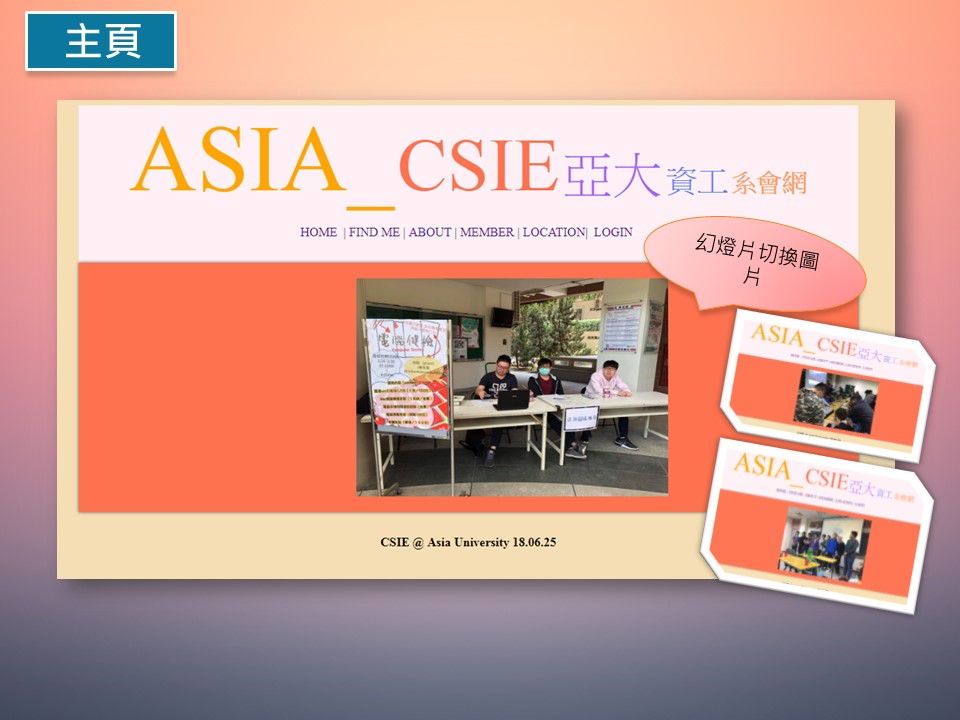 主頁
ASIA_CSIE亞大資工系會網
HOME | FIND ME | ABOUT | MEMBER | LOCATION| LOGIN
幻燈片切換圖
片
電腦健檢
CSIE @ Asia University 18.06.25
ASIA_CSIE亞大資工系會網
ASIA_CSIE亞大資工系會網